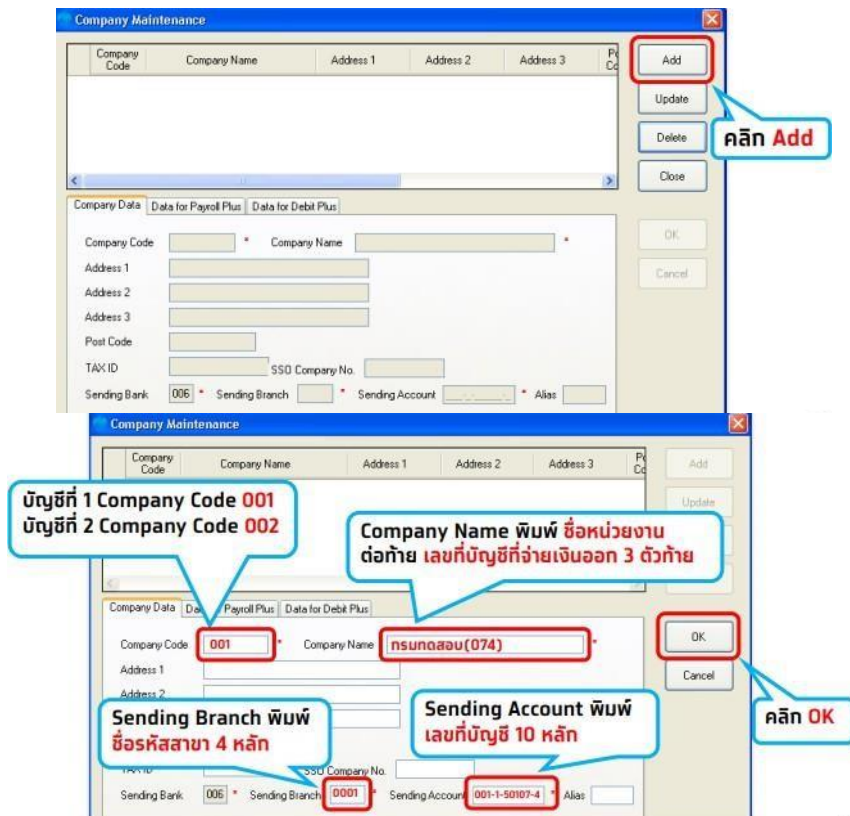 Company Maintenance
Company Code Company Name Address 1 Address 2 Address 3
Add
Update
Delete
Close
คลิก Add
Company Data Data for Payroll Plus Data for Debit Plus
Company Code * Company Name *
OK
Address 1
Cancel
Address 2
Address 3
Post Code
TAX ID SSO Company No.
Sending Bank 006 * Sending Branch * Sending Account * Alias
Company Maintenance
Company Code Company Name Address 1 Address 2 Address 3
Add
Update
บัญชีที่ 1 Company Code 001
บัญชีที่ 2 Company Code 002
Company Name พิมพ์ ชื่อหน่วยงาน
ต่อท้าย เลขที่บัญชีที่จ่ายเงินออก 3 ตัวท้าย
Company Data Payroll Plus Data for Debit Plus
Company Code 001 * Company Name กรมทดสอบ(074) *
OK
Address 1
Cancel
Address 2
Sending Branch พิมพ์
ชื่อรหัสสาขา 4 หลัก
Sending Account พิมพ์
เลขที่บัญชี 10 หลัก
คลิก OK
TAX ID SSO Company No.
Sending Bank 006 * Sending Branch 0001 * Sending Account 001-1-50107-4 * Alias